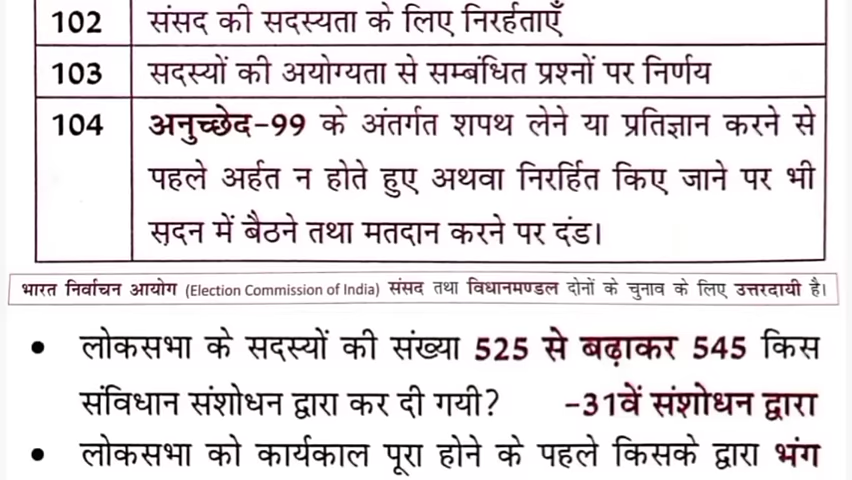 102 संसद की सदस्यता के लिए निरर्हताएँ
103 सदस्यों की अयोग्यता से सम्बंधित प्रश्नों पर निर्णय
104 अनुच्छेद-99 के अंतर्गत शपथ लेने या प्रतिज्ञान करने से
पहले अर्हत न होते हुए अथवा निरर्हित किए जाने पर भी
सदन में बैठने तथा मतदान करने पर दंड।
भारत निर्वाचन आयोग (Election Commission of India) संसद तथा विधानमण्डल दोनों के चुनाव के लिए उत्तरदायी है।
• लोकसभा के सदस्यों की संख्या 525 से बढ़ाकर 545 किस
संविधान संशोधन द्वारा कर दी गयी? -31वें संशोधन द्वारा
• लोकसभा को कार्यकाल पूरा होने के पहले किसके द्वारा भंग